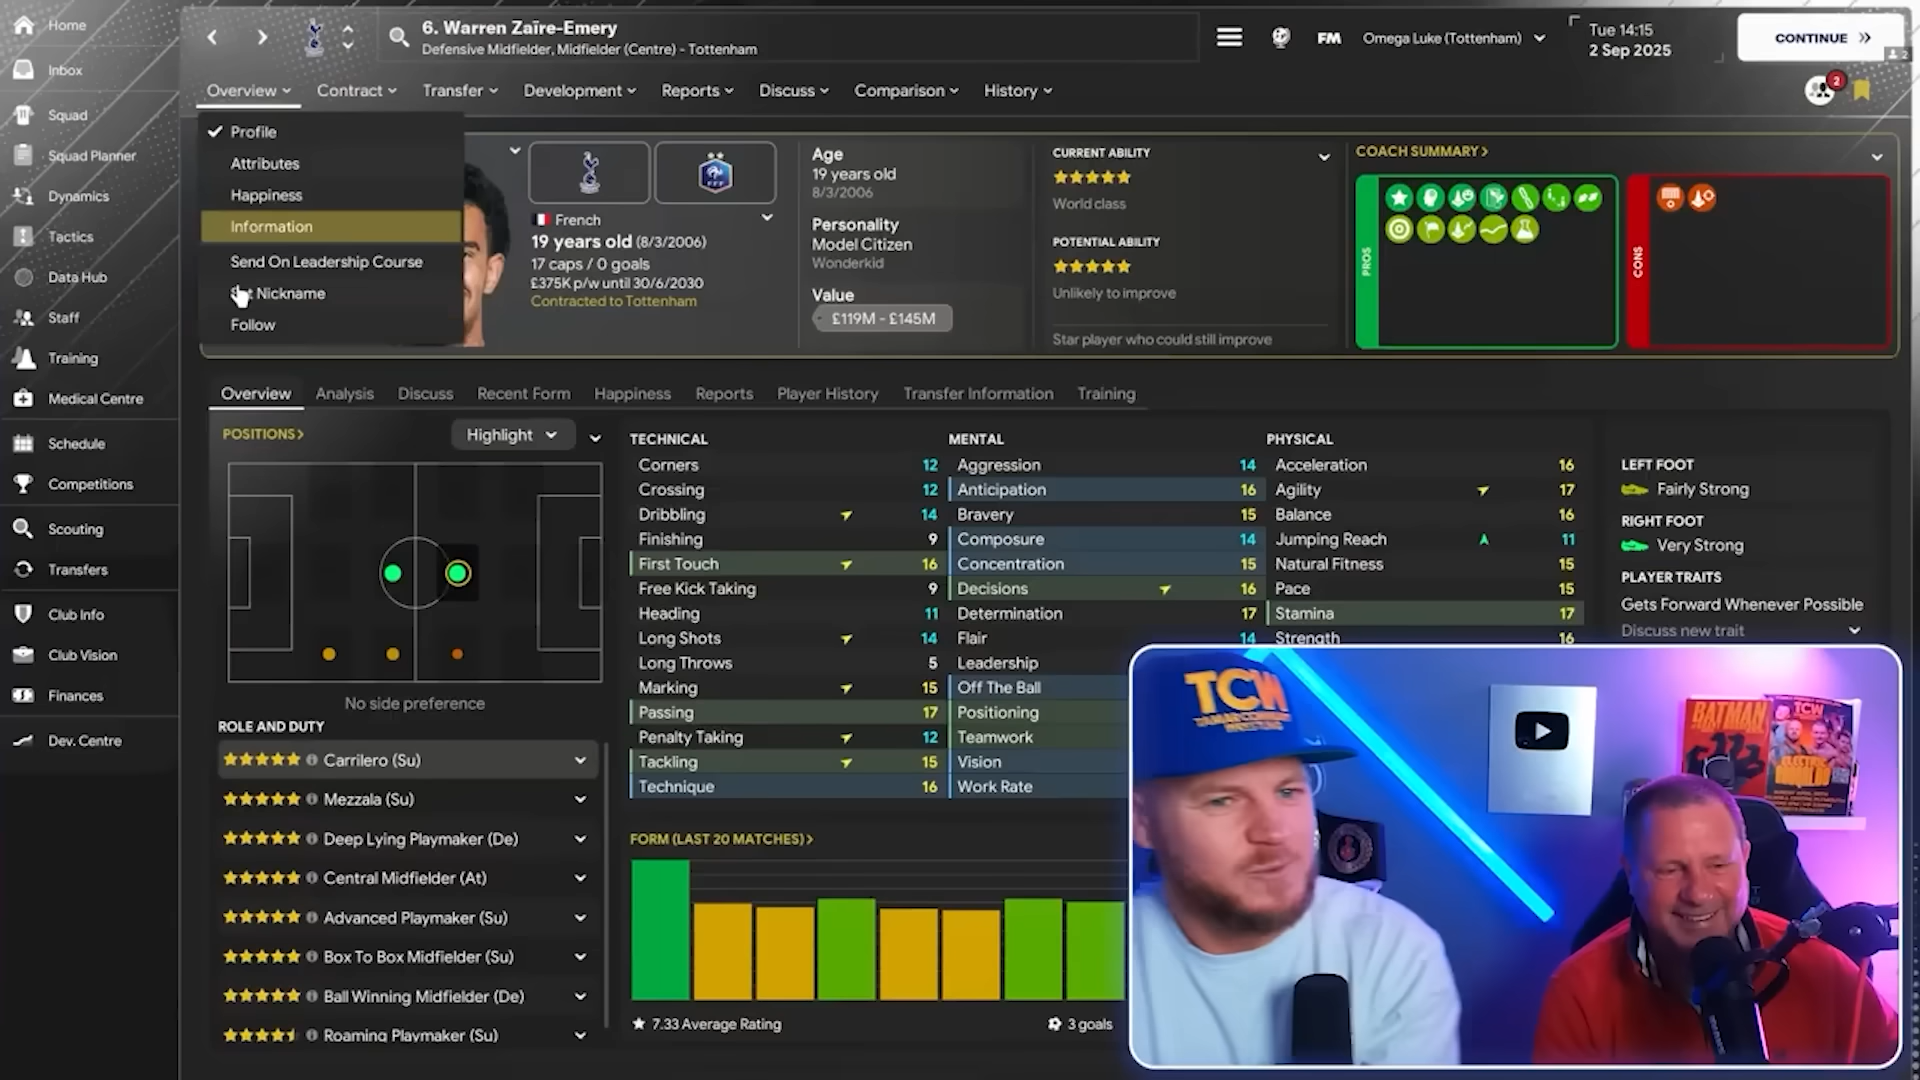 Home
Inbox
Squad
Squad Planner
Dynamics
Tactics
Data Hub
Staff
Training
Medical Centre
Schedule
Competitions
Scouting
Transfers
Club Info
Club Vision
Finances
Dev. Centre
6. Warren Zaïre-Emery
Defensive Midfielder, Midfielder (Centre) - Tottenham
FM
Omega Luke (Tottenham)
Tue 14:15
2 Sep 2025
CONTINUE
2
Overview
Contract
Transfer
Development
Reports
Discuss
Comparison
History
2
Profile
Attributes
Happiness
Information
Send On Leadership Course
Nickname
Follow
FFF
French
19 years old (8/3/2006)
17 caps / 0 goals
£375K p/w until 30/6/2030
Contracted to Tottenham
Age
19 years old
8/3/2006
Personality
Model Citizen
Wonderkid
Value
£119M - £145M
CURRENT ABILITY
World class
POTENTIAL ABILITY
Unlikely to improve
Star player who could still improve
COACH SUMMARY
PROS
CONS
Overview
Analysis
Discuss
Recent Form
Happiness
Reports
Player History
Transfer Information
Training
POSITIONS
Highlight
No side preference
ROLE AND DUTY
Carrilero (Su)
Mezzala (Su)
Deep Lying Playmaker (De)
Central Midfielder (At)
Advanced Playmaker (Su)
Box To Box Midfielder (Su)
Ball Winning Midfielder (De)
Roaming Playmaker (Su)
TECHNICAL
Corners 12
Crossing 12
Dribbling 14
Finishing 9
First Touch 16
Free Kick Taking 9
Heading 11
Long Shots 14
Long Throws 5
Marking 15
Passing 17
Penalty Taking 12
Tackling 15
Technique 16
MENTAL
Aggression 14
Anticipation 16
Bravery 15
Composure 14
Concentration 15
Decisions 16
Determination 17
Flair 14
Leadership
Off The Ball
Positioning
Teamwork
Vision
Work Rate
PHYSICAL
Acceleration 16
Agility 17
Balance 16
Jumping Reach 11
Natural Fitness 15
Pace 15
Stamina 17
Strength 16
LEFT FOOT
Fairly Strong
RIGHT FOOT
Very Strong
PLAYER TRAITS
Gets Forward Whenever Possible
Discuss new trait
FORM (LAST 20 MATCHES)
7.33 Average Rating
3 goals
TCW
BATMAN
TCW